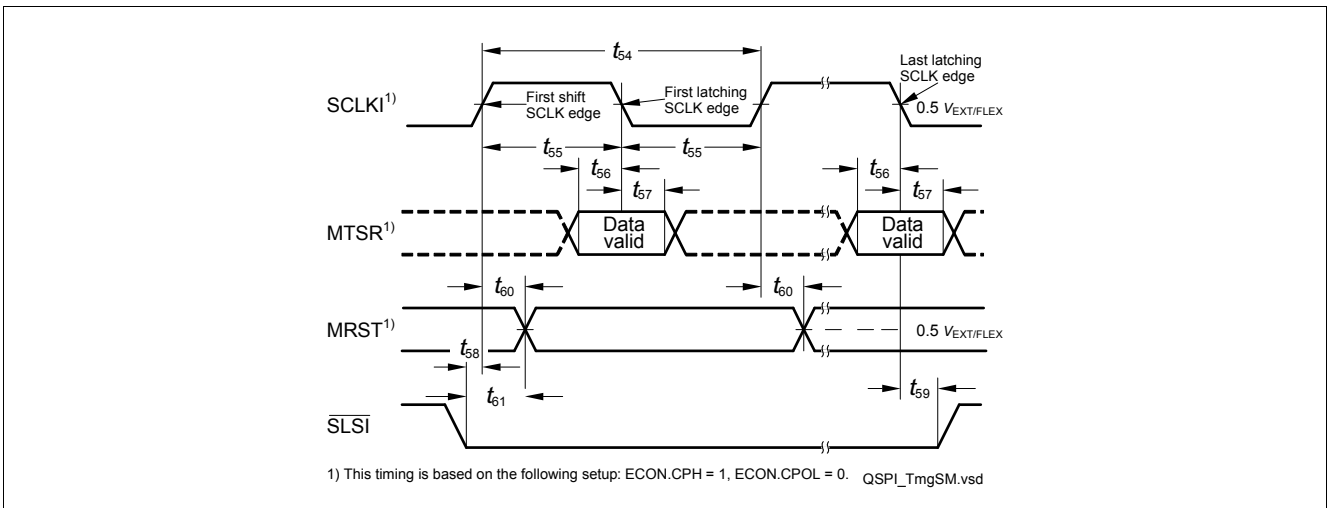 t54
SCLKI1)
First shift
SCLK edge
First latching
SCLK edge
Last latching
SCLK edge
0.5 VEXT/FLEX
t55
t55
t56
t57
t56
t57
MTSR1)
Data
valid
Data
valid
t60
t60
MRST1)
0.5 VEXT/FLEX
t58
t61
t59
SLSI
1) This timing is based on the following setup: ECON.CPH = 1, ECON.CPOL = 0.
QSPI_TmgSM.vsd